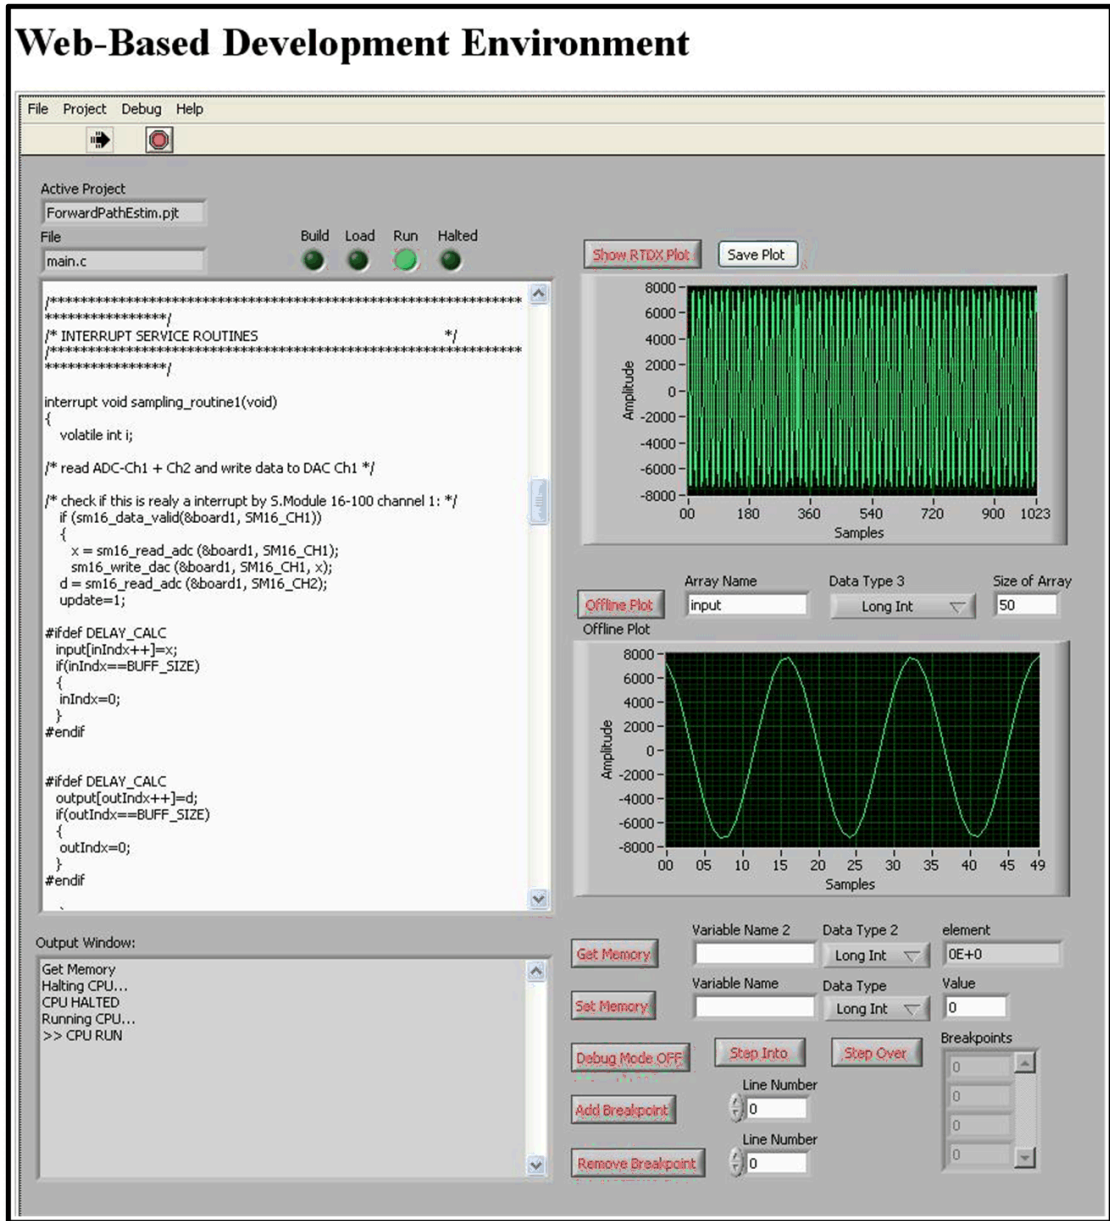 Web-Based Development Environment
File Project Debug Help
Active Project
ForwardPathEstim.pjt
File
main.c
Build Load Run Halted
/**************************************************************
****************/
/* INTERRUPT SERVICE ROUTINES */
/**************************************************************
****************/
interrupt void sampling_routine1(void)
{
volatile int i;
/* read ADC-Ch1 + Ch2 and write data to DAC Ch1 */
/* check if this is realy a interrupt by S.Module 16-100 channel 1: */
if (sm16_data_valid(&board1, SM16_CH1))
{
x = sm16_read_adc (&board1, SM16_CH1);
sm16_write_dac (&board1, SM16_CH1, x);
d = sm16_read_adc (&board1, SM16_CH2);
update=1;
#ifdef DELAY_CALC
input[inIndx++]=x;
if(inIndx==BUFF_SIZE)
{
inIndx=0;
}
#endif
#ifdef DELAY_CALC
output[outIndx++]=d;
if(outIndx==BUFF_SIZE)
{
outIndx=0;
}
#endif
Output Window:
Get Memory
Halting CPU...
CPU HALTED
Running CPU...
>> CPU RUN
Show RTDX Plot Save Plot
8000
6000
4000
2000
0
-2000
-4000
-6000
-8000
Amplitude
00 180 360 540 720 900 1023
Samples
Array Name Data Type 3 Size of Array
Offline Plot input Long Int 50
Offline Plot
8000
6000
4000
2000
0
-2000
-4000
-6000
-8000
Amplitude
00 05 10 15 20 25 30 35 40 45 49
Samples
Variable Name 2 Data Type 2 element
Get Memory Long Int 0E+0
Variable Name Data Type Value
Set Memory Long Int 0
Debug Mode OFF Step Into Step Over
Breakpoints
0
0
0
0
Line Number
Add Breakpoint 0
Line Number
Remove Breakpoint 0